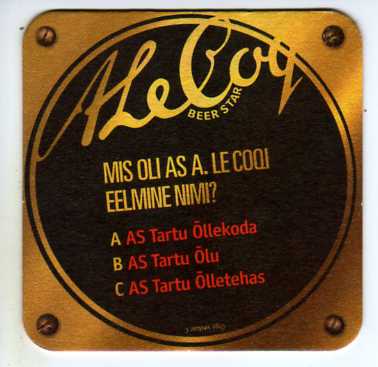 ALeCoq
BEER STAR
MIS OLI AS A. LE COQI
EELMINE NIMI?
A AS Tartu Õllekoda
B AS Tartu Õlu
C AS Tartu Õlletehas